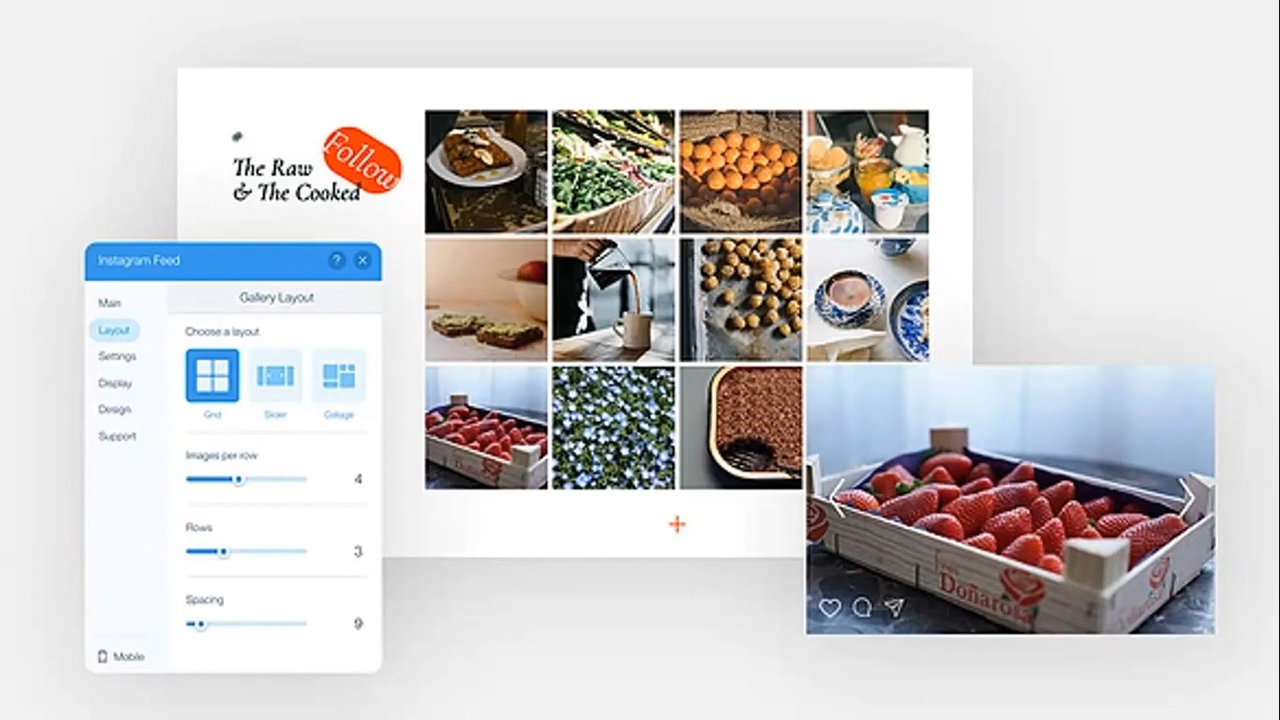 The Raw
& The Cooked
Follow
Instagram Feed
?
Gallery Layout
Main
Layout
Settings
Display
Design
Support
Mobile
Choose a layout
Grid
Slider
Collage
Images per row
4
Rows
3
Spacing
9
Doñarosa